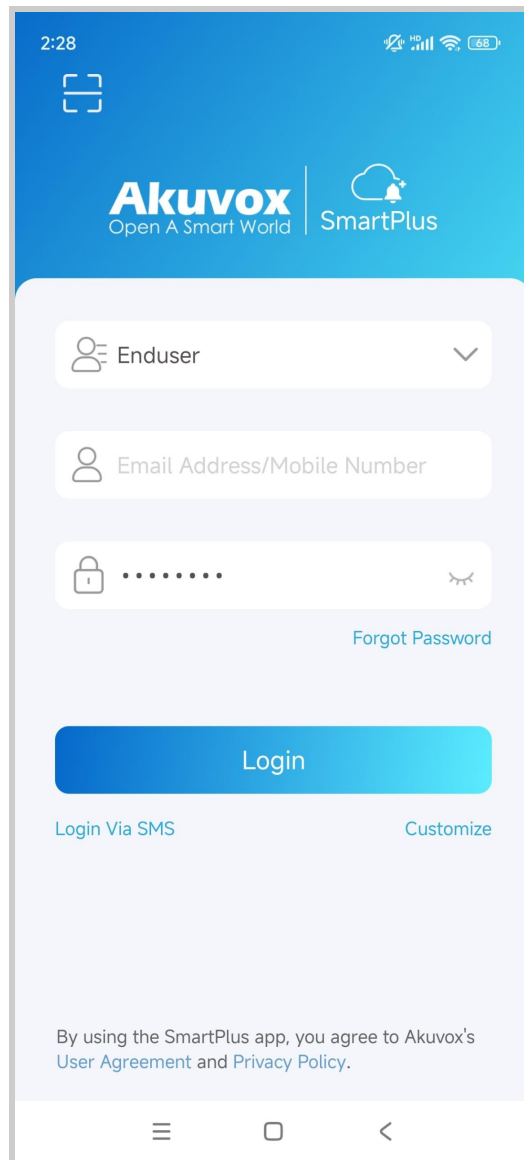 2:28
HD
68
Akuvox
Open A Smart World
SmartPlus
Enduser
Email Address/Mobile Number
••••••••
Forgot Password
Login
Login Via SMS
Customize
By using the SmartPlus app, you agree to Akuvox's
User Agreement and Privacy Policy.